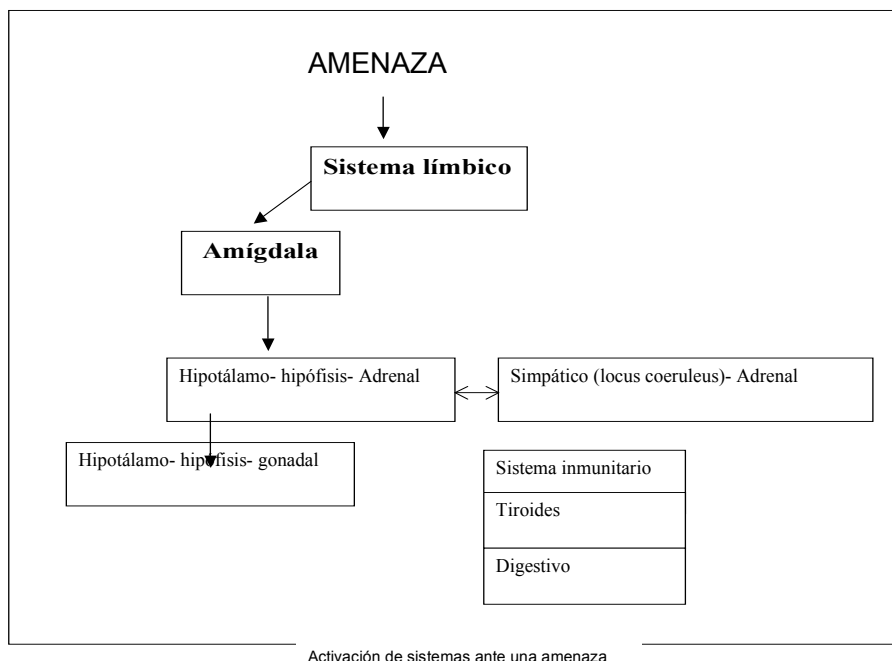 AMENAZA
Sistema límbico
Amígdala
Hipotálamo- hipófisis- Adrenal
Simpático (locus coeruleus)- Adrenal
Hipotálamo- hipófisis- gonadal
Sistema inmunitario
Tiroides
Digestivo
Activación de sistemas ante una amenaza